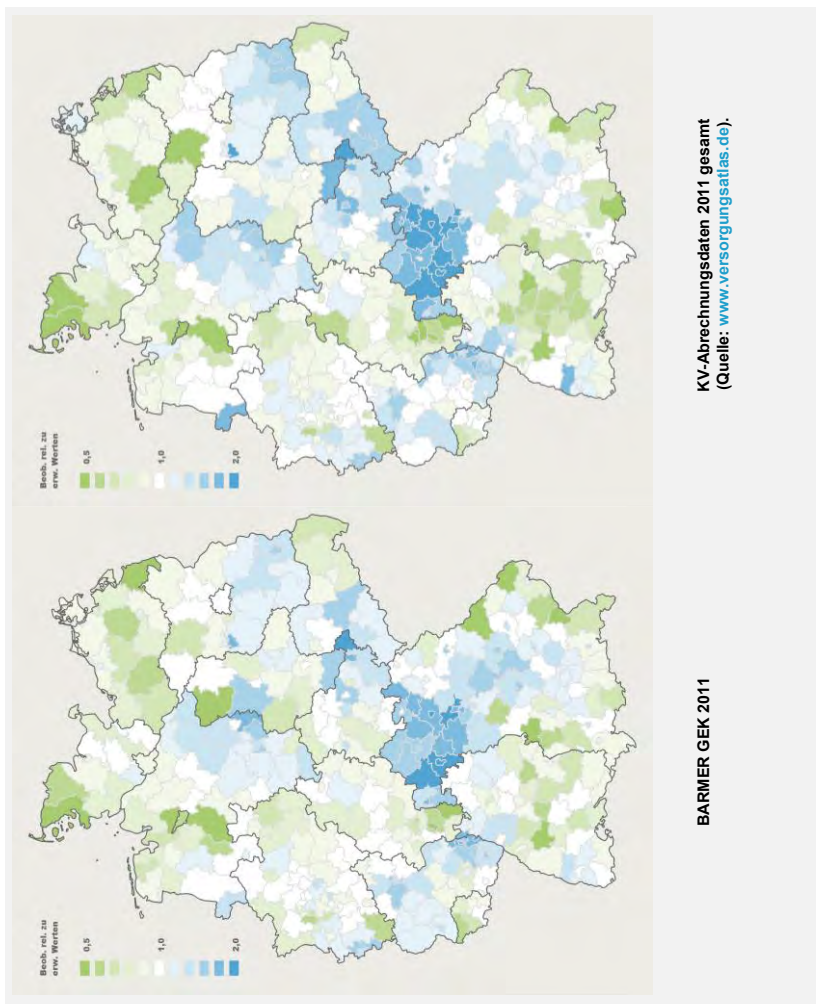 Beob. rel. zu
erw. Werten
0,5
1,0
2,0
KV-Abrechnungsdaten 2011 gesamt
(Quelle: www.versorgungsatlas.de).
Beob. rel. zu
erw. Werten
0,5
1,0
2,0
BARMER GEK 2011